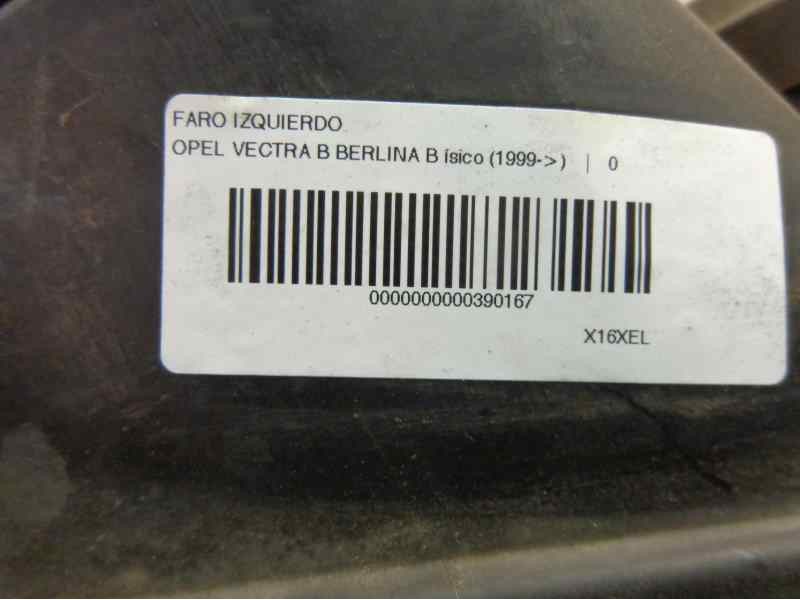 FARO IZQUIERDO
OPEL VECTRA B BERLINA B ísico (1999->) | 0
0000000000390167
X16XEL